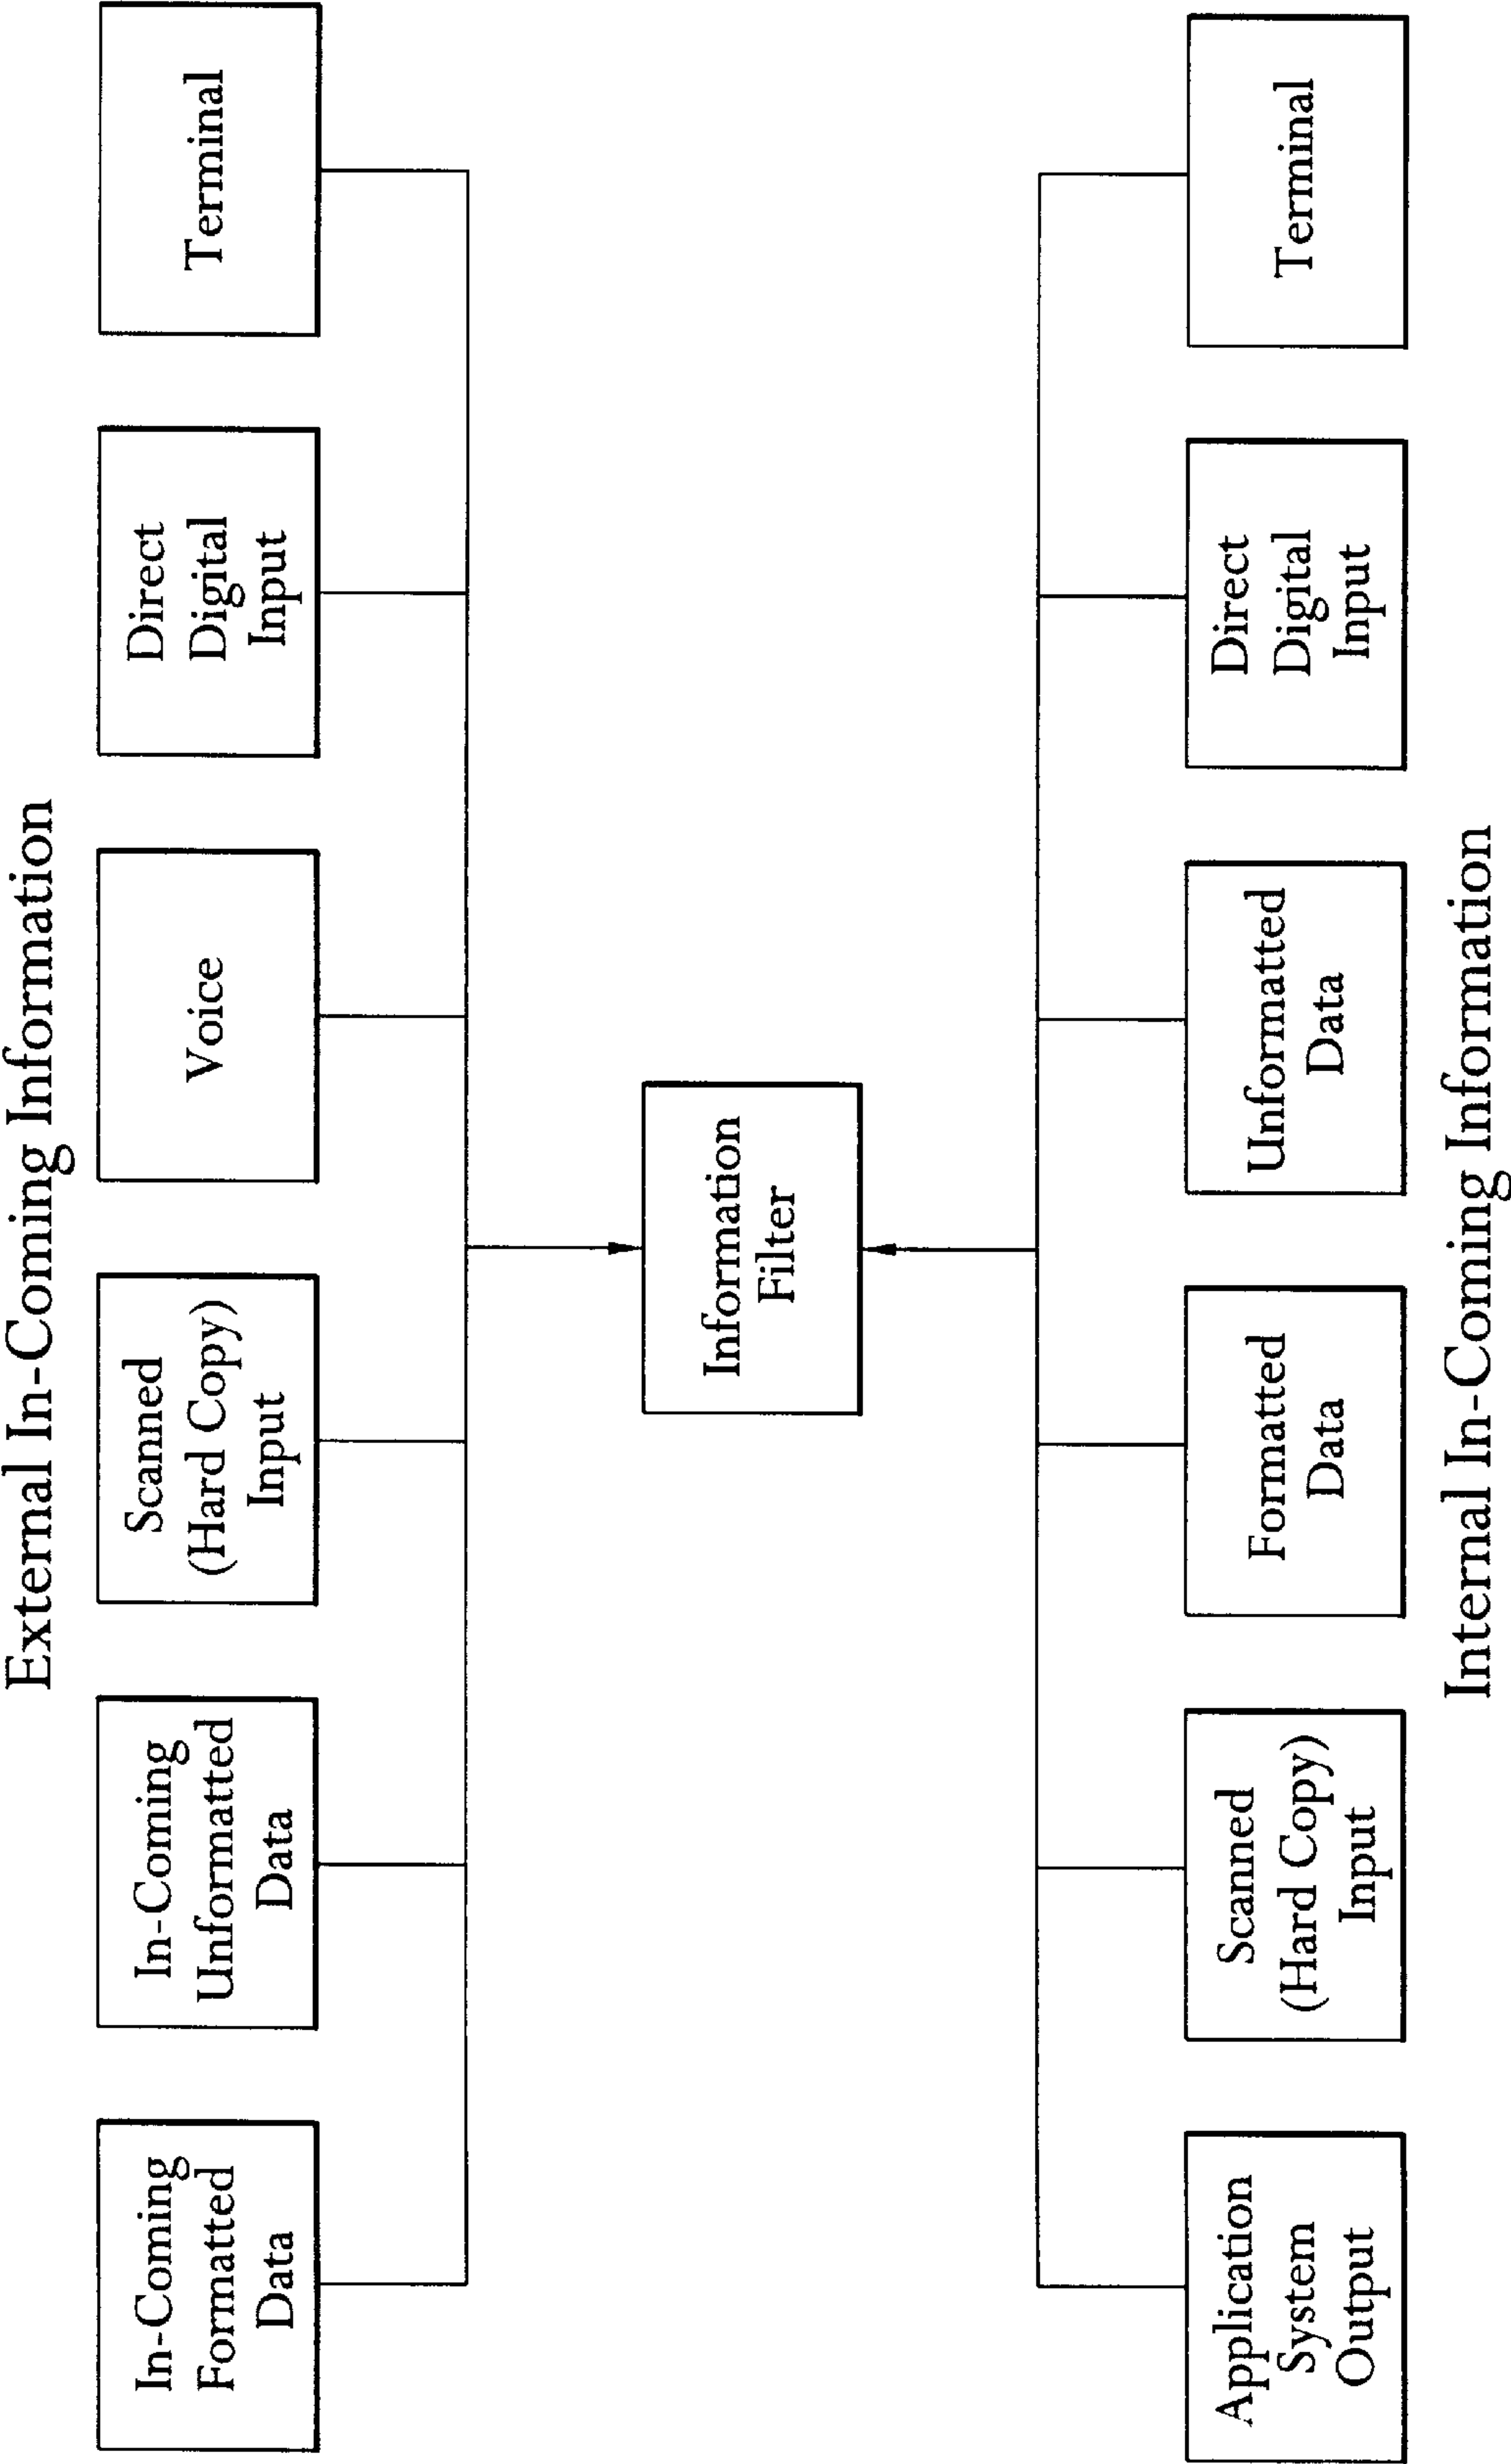 External In-Coming Information
In-Coming
Formatted
Data
In-Coming
Unformatted
Data
Scanned
(Hard Copy)
Input
Voice
Direct
Digital
Input
Terminal
Information
Filter
Application
System
Output
Scanned
(Hard Copy)
Input
Formatted
Data
Unformatted
Data
Direct
Digital
Input
Terminal
Internal In-Coming Information